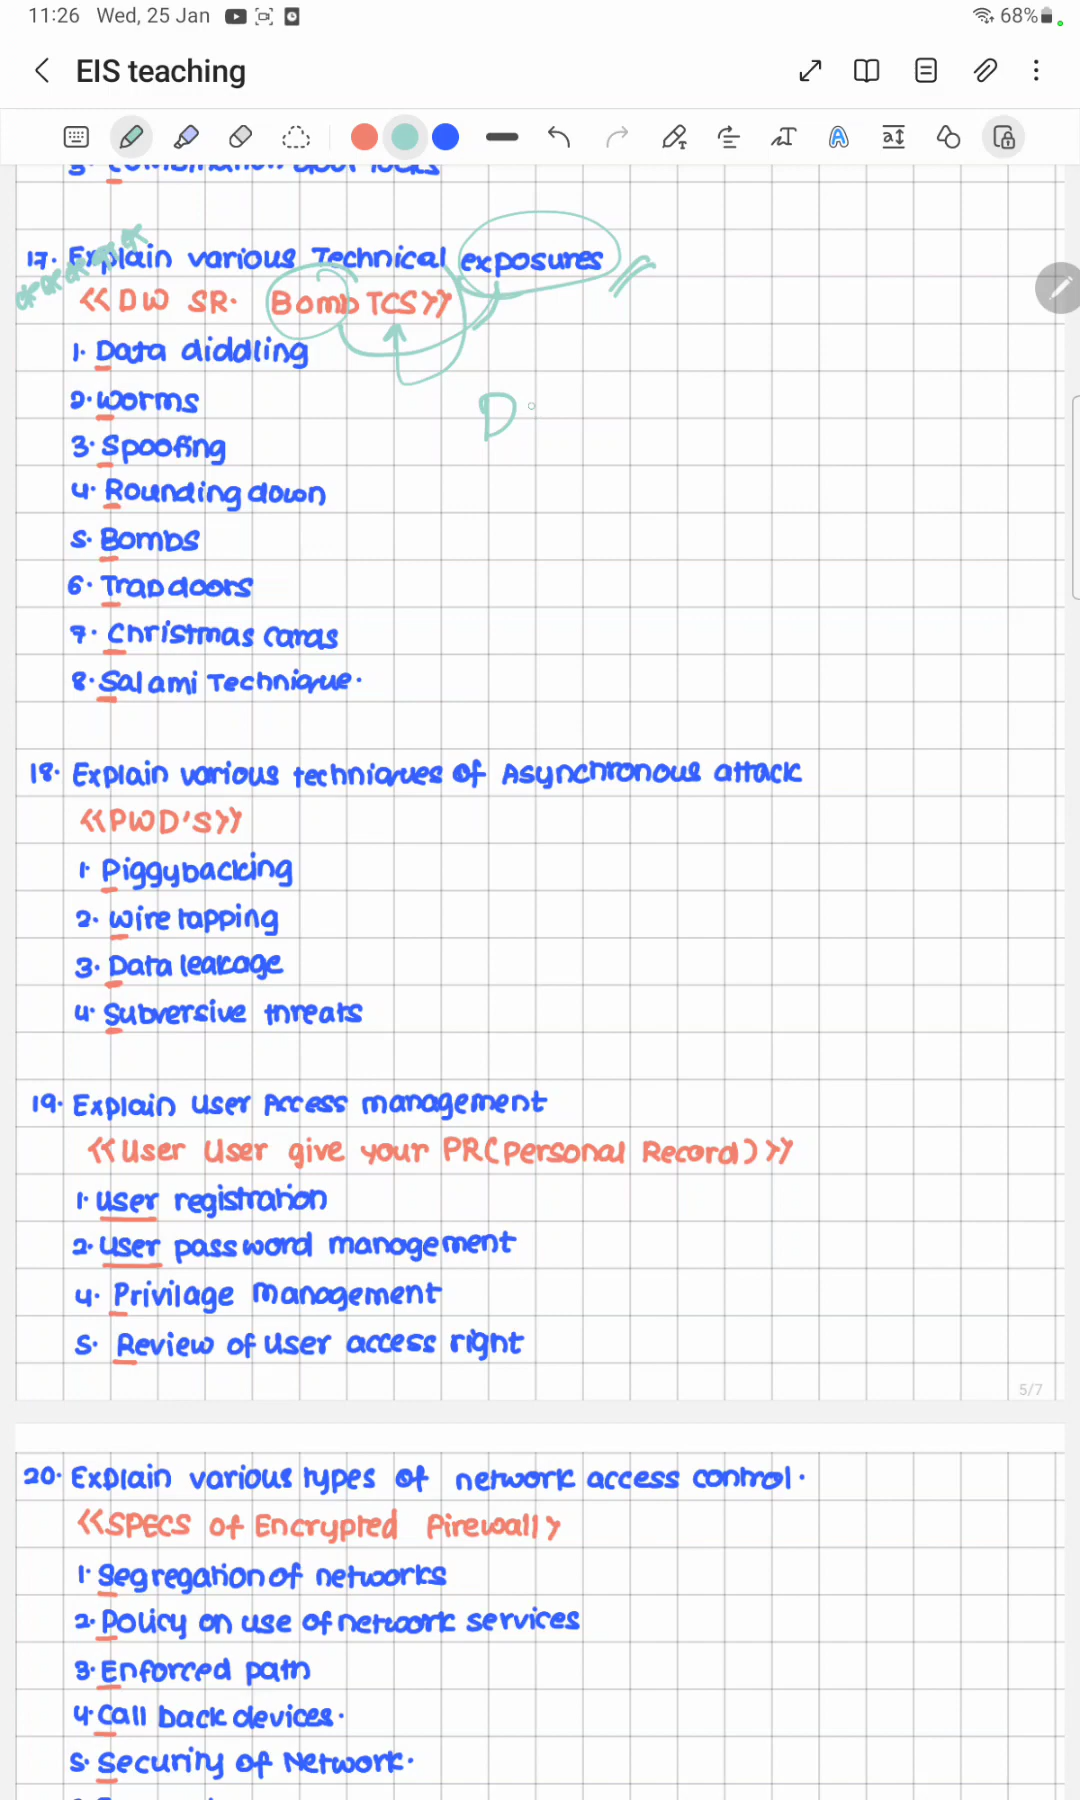 11:26 Wed, 25 Jan 68%
EIS teaching
5. Combination door locks
17. Explain various Technical exposures
<<DW SR. Bomb TCS>>
1. Data diddling
2. Worms
D
3. Spoofing
4. Rounding down
5. Bombs
6. Trap doors
7. Christmas Cards
8. Salami Technique.
18. Explain various techniques of Asynchronous attack
<<PWD'S>>
1. Piggybacking
2. Wire tapping
3. Data leakage
4. Subversive threats
19. Explain User Access management
<<User User give your PR(Personal Record)>>
1. User registration
2. User password management
4. Privilage management
5. Review of user access right
5/7
20. Explain various types of network access control.
<<SPECS of Encrypted Firewall>
1. Segregation of networks
2. Policy on use of network services
3. Enforced path
4. Call back devices.
5. Security of Network.